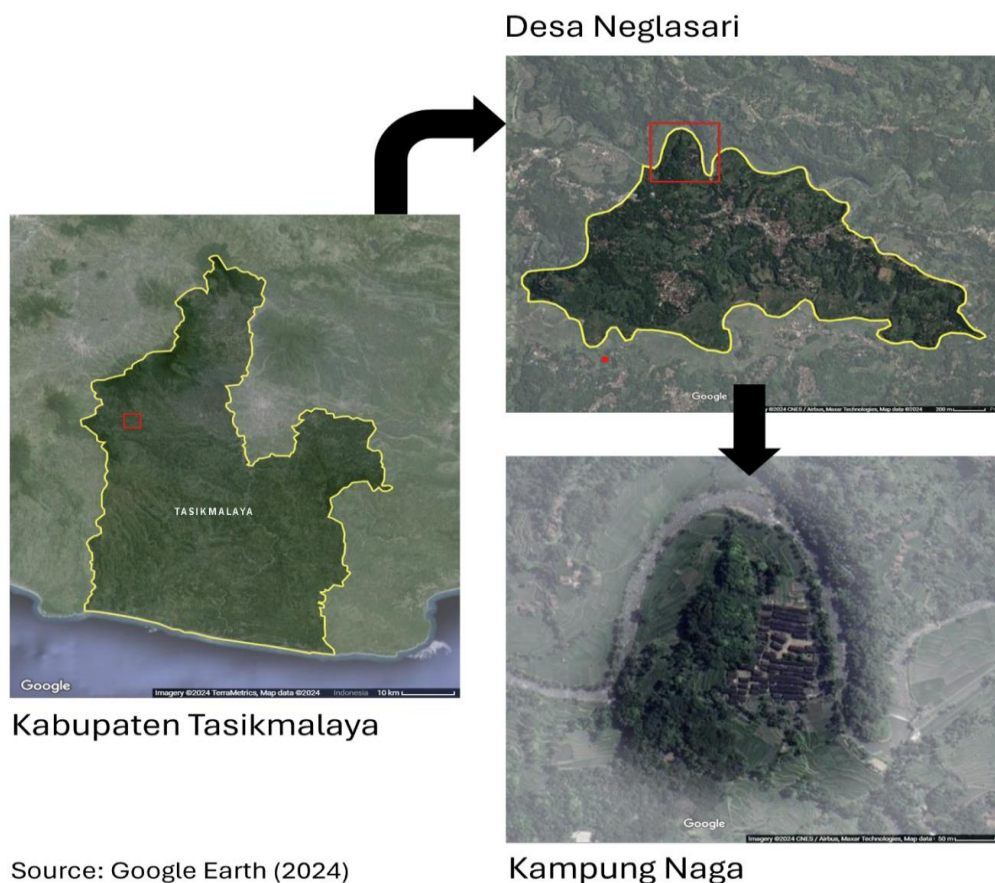 Desa Neglasari
Google
Imagery ©2024 CNES / Airbus, Maxar Technologies, Map data ©2024 200 m
TASIKMALAYA
Google
Imagery ©2024 TerraMetrics, Map data ©2024 Indonesia 10 km
Kabupaten Tasikmalaya
Google
Imagery ©2024 CNES / Airbus, Maxar Technologies, Map data 50 m
Kampung Naga
Source: Google Earth (2024)